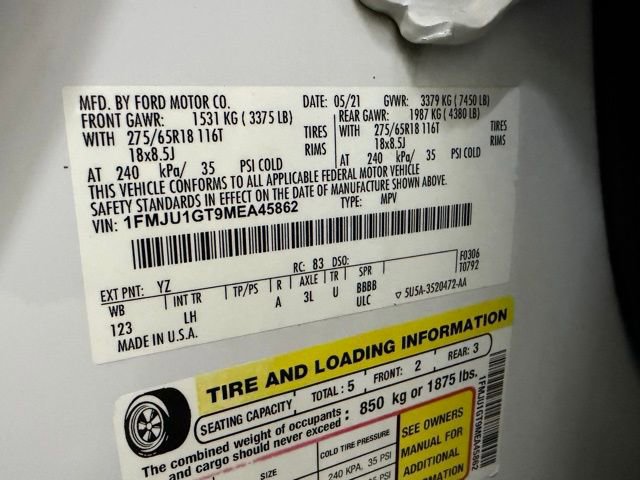 MFD. BY FORD MOTOR CO. DATE: 05/21 GVWR: 3379 KG ( 7450 LB)
FRONT GAWR: 1531 KG ( 3375 LB) REAR GAWR: 1987 KG ( 4380 LB)
WITH 275/65R18 116T TIRES WITH 275/65R18 116T TIRES
18x8.5J RIMS 18x8.5J RIMS
AT 240 kPa/ 35 PSI COLD AT 240 kPa/ 35 PSI COLD
THIS VEHICLE CONFORMS TO ALL APPLICABLE FEDERAL MOTOR VEHICLE
SAFETY STANDARDS IN EFFECT ON THE DATE OF MANUFACTURE SHOWN ABOVE.
VIN: 1FMJU1GT9MEA45862 TYPE: MPV
F0306
T0792
EXT PNT: YZ RC: 83 DSO:
WB INT TR TP/PS R AXLE TR SPR
123 LH A 3L U BBBB
ULC ▽ 5U5A-3520472-AA
MADE IN U.S.A.
TIRE AND LOADING INFORMATION
SEATING CAPACITY TOTAL : 5 FRONT: 2 REAR: 3
The combined weight of occupants
and cargo should never exceed : 850 kg or 1875 lbs.
SIZE COLD TIRE PRESSURE
240 KPA, 35 PSI
35 PSI
SEE OWNERS
MANUAL FOR
ADDITIONAL
INFORMATION
1FMJU1GT9MEA45862